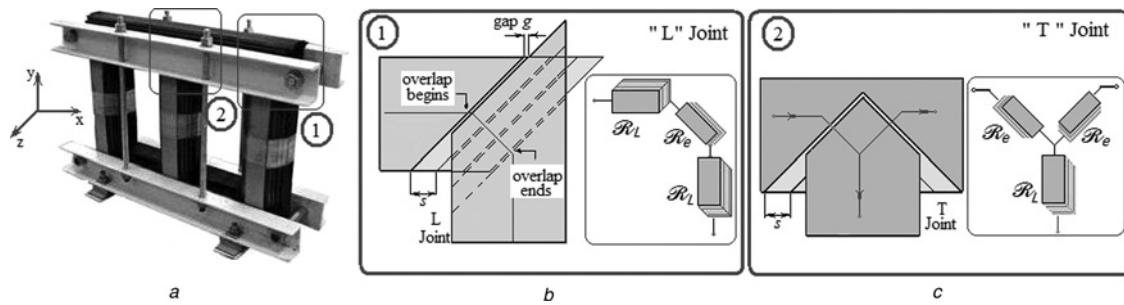 y
x
z
2
1
a
1
gap g
"L" Joint
overlap
begins
overlap
ends
s
L
Joint
ℛL
ℛe
ℛL
b
2
"T" Joint
s
T
Joint
ℛe
ℛe
ℛL
c